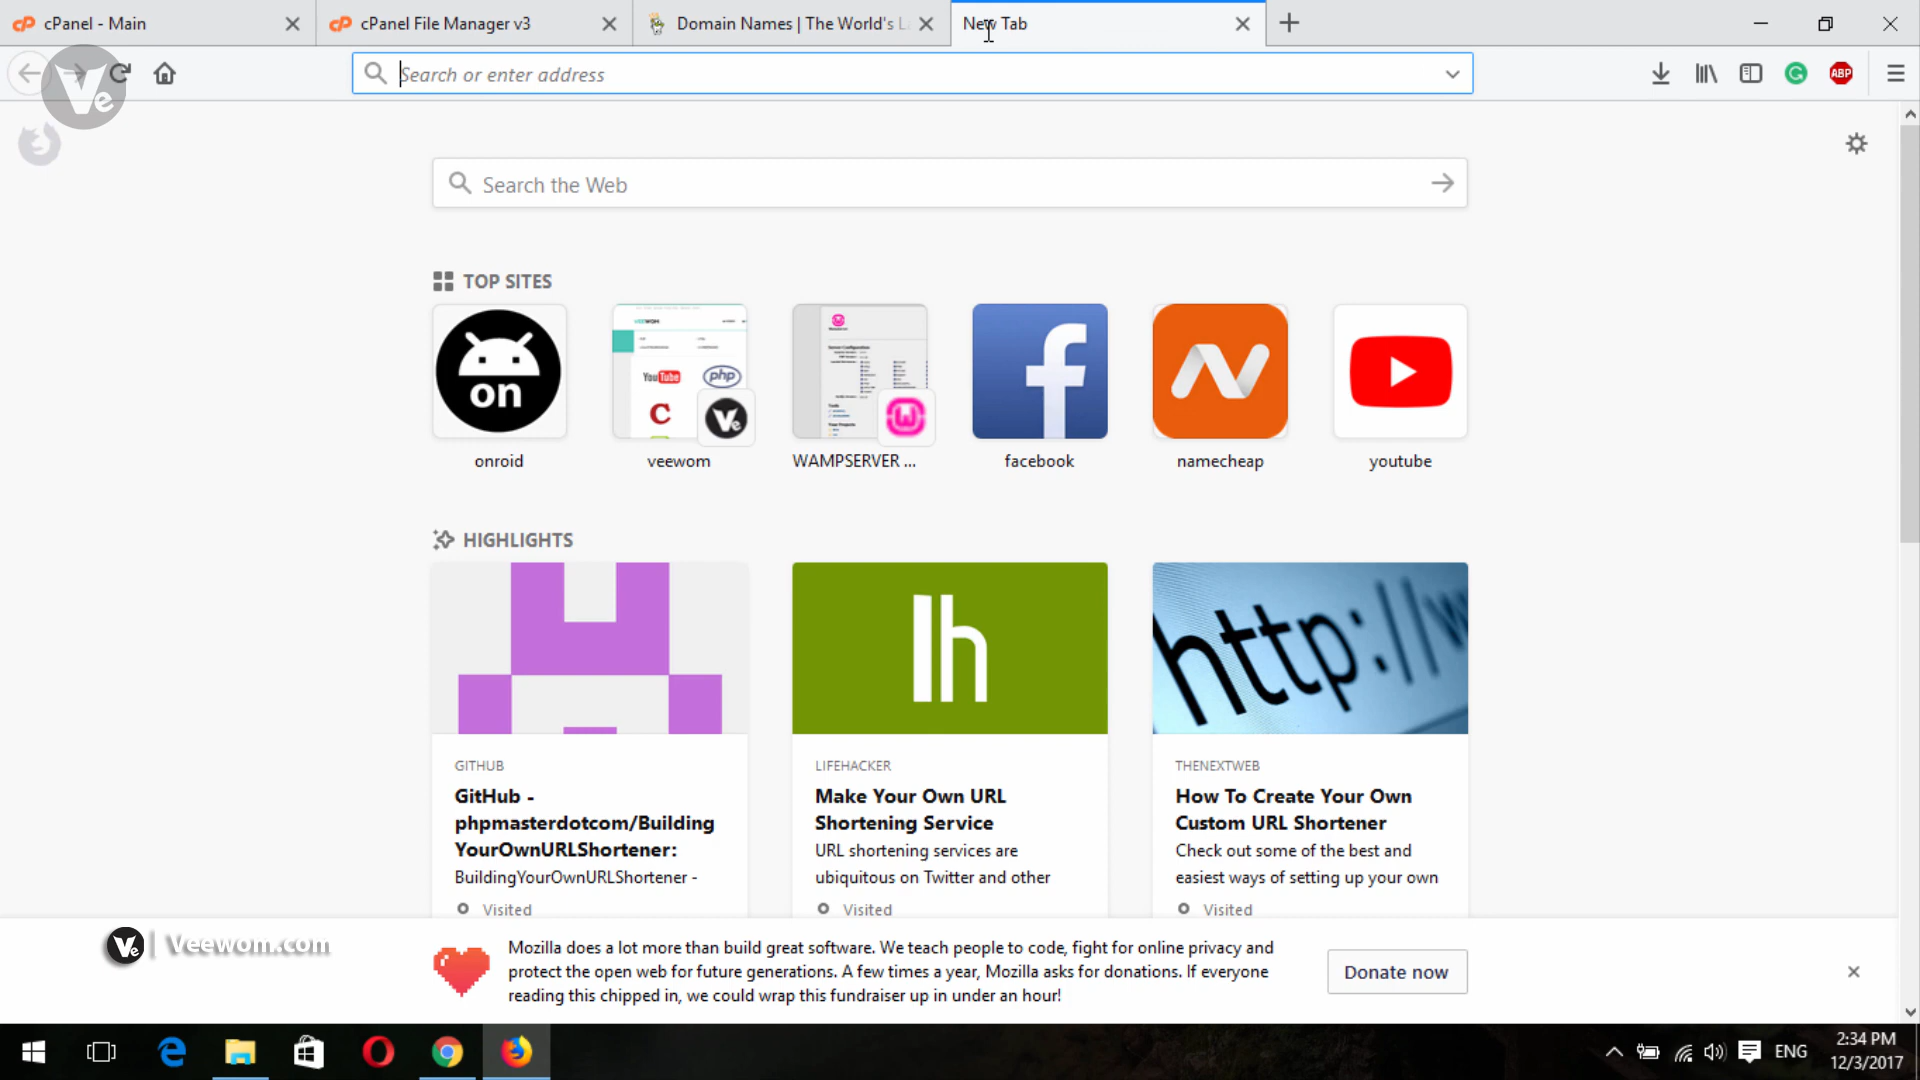 cPanel - Main
cPanel File Manager v3
Domain Names | The World's L
New Tab
Search or enter address
ABP
Ve
Search the Web
TOP SITES
on
VEEWOM
YouTube
php
C
Ve
onroid
veewom
WAMPSERVER ...
facebook
namecheap
youtube
HIGHLIGHTS
lh
http://w
GITHUB
GitHub -
phpmasterdotcom/Building
YourOwnURLShortener:
BuildingYourOwnURLShortener -
Visited
LIFEHACKER
Make Your Own URL
Shortening Service
URL shortening services are
ubiquitous on Twitter and other
Visited
THENEXTWEB
How To Create Your Own
Custom URL Shortener
Check out some of the best and
easiest ways of setting up your own
Visited
Ve | Veewom.com
Mozilla does a lot more than build great software. We teach people to code, fight for online privacy and
protect the open web for future generations. A few times a year, Mozilla asks for donations. If everyone
reading this chipped in, we could wrap this fundraiser up in under an hour!
Donate now
ENG
2:34 PM
12/3/2017